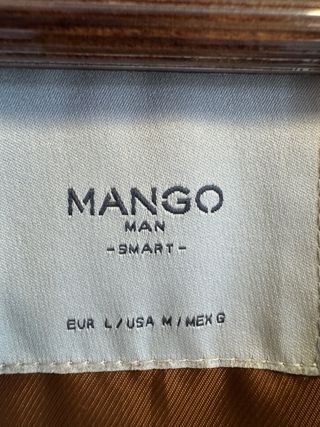 MANGO
MAN
-SMART-
EUR L/USA M/MEX G